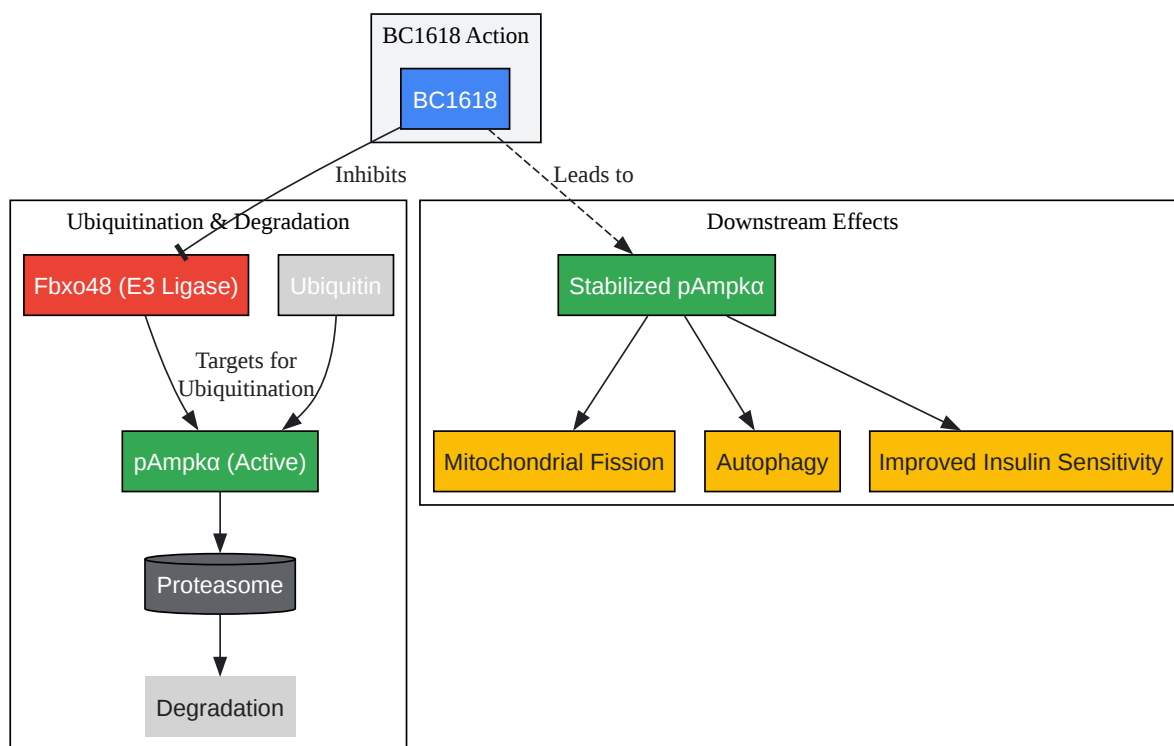 BC1618 Action
BC1618
Inhibits
Leads to
Ubiquitination & Degradation
Fbxo48 (E3 Ligase)
Ubiquitin
Targets for
Ubiquitination
pAmpkα (Active)
Proteasome
Degradation
Downstream Effects
Stabilized pAmpkα
Mitochondrial Fission
Autophagy
Improved Insulin Sensitivity